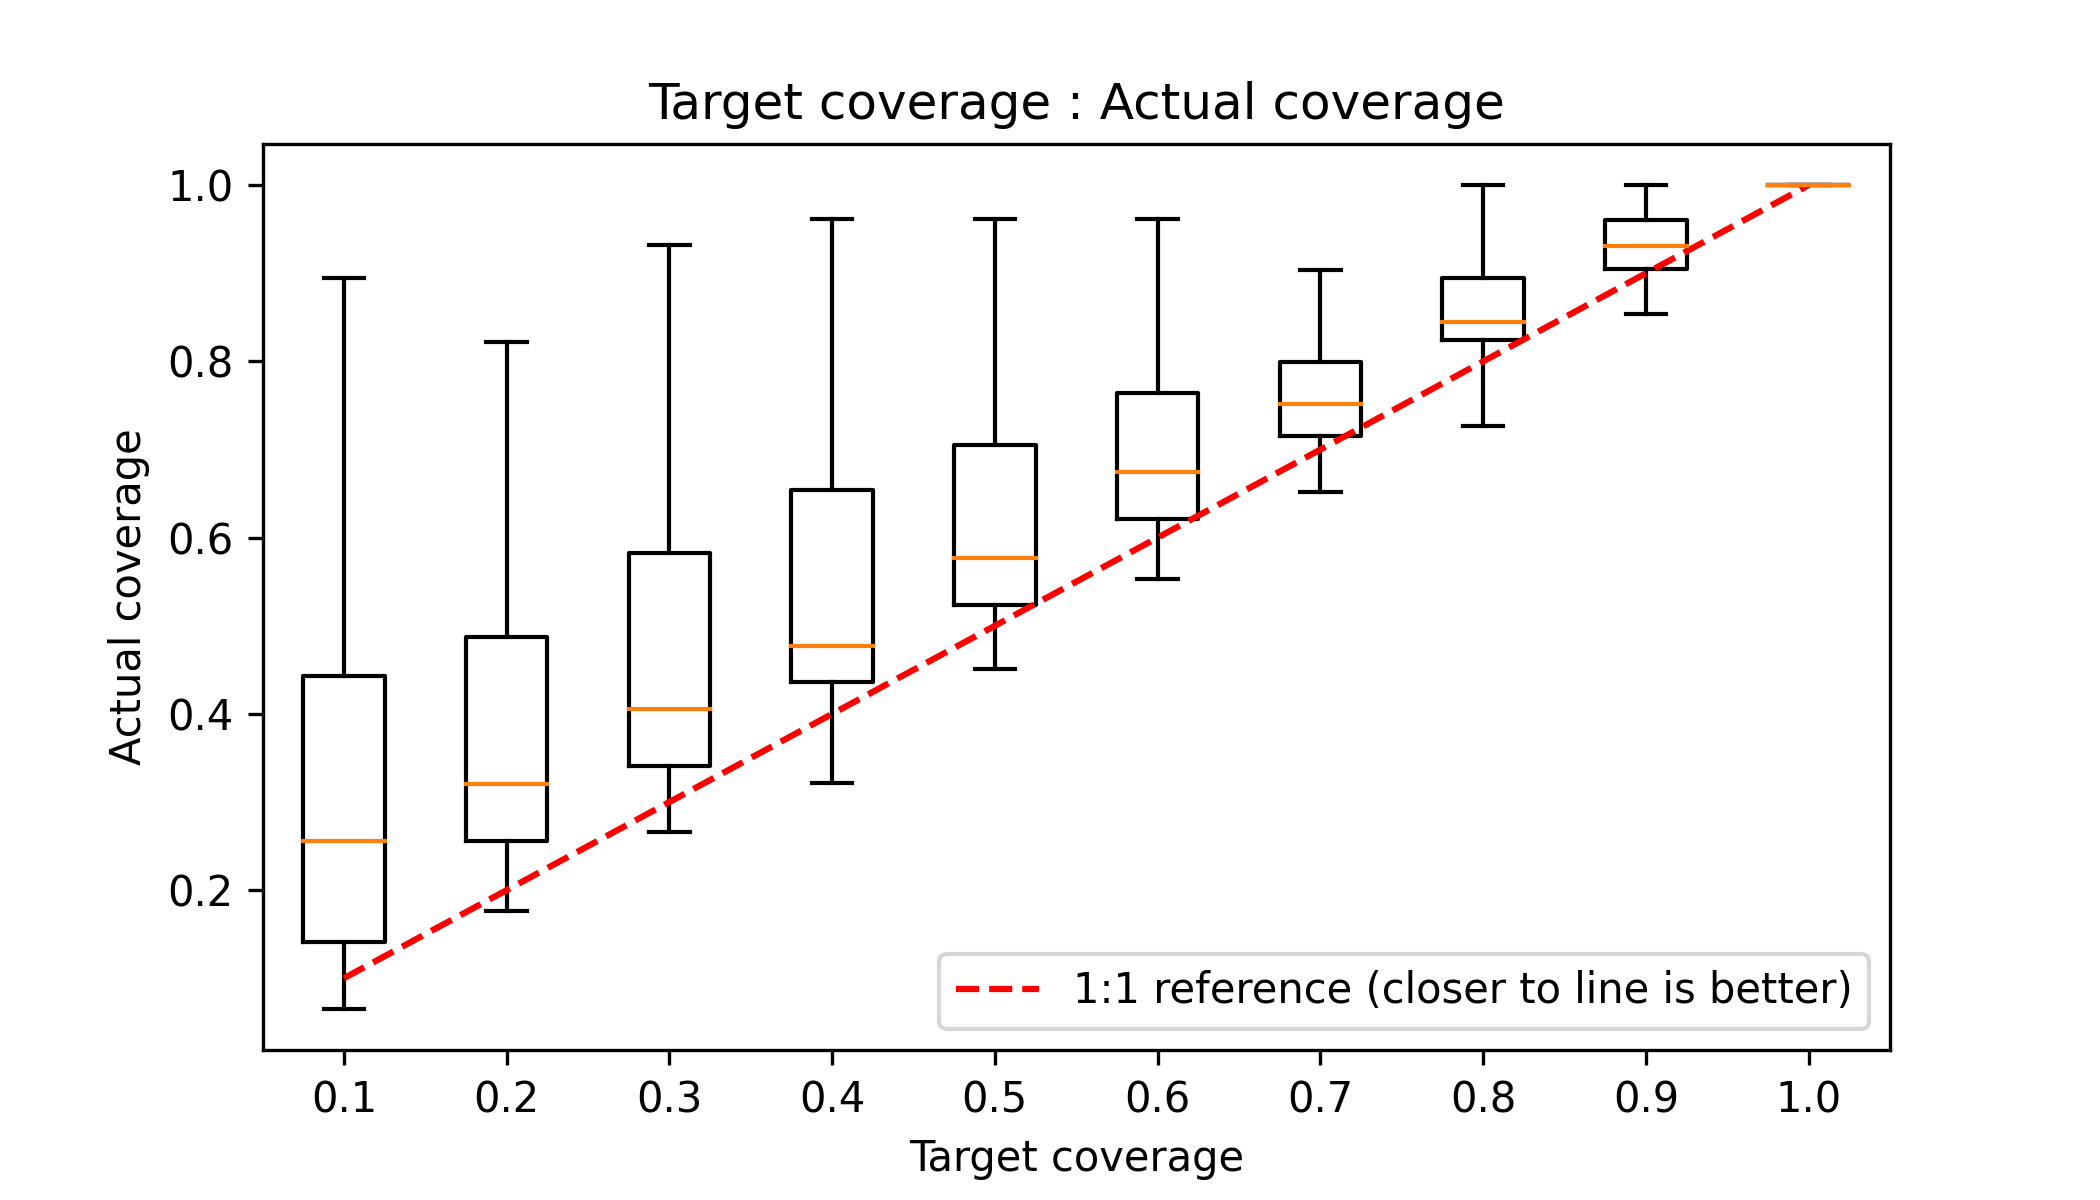 Target coverage : Actual coverage
1.0
0.8
0.6
0.4
0.2
Actual coverage
1:1 reference (closer to line is better)
0.1 0.2 0.3 0.4 0.5 0.6 0.7 0.8 0.9 1.0
Target coverage